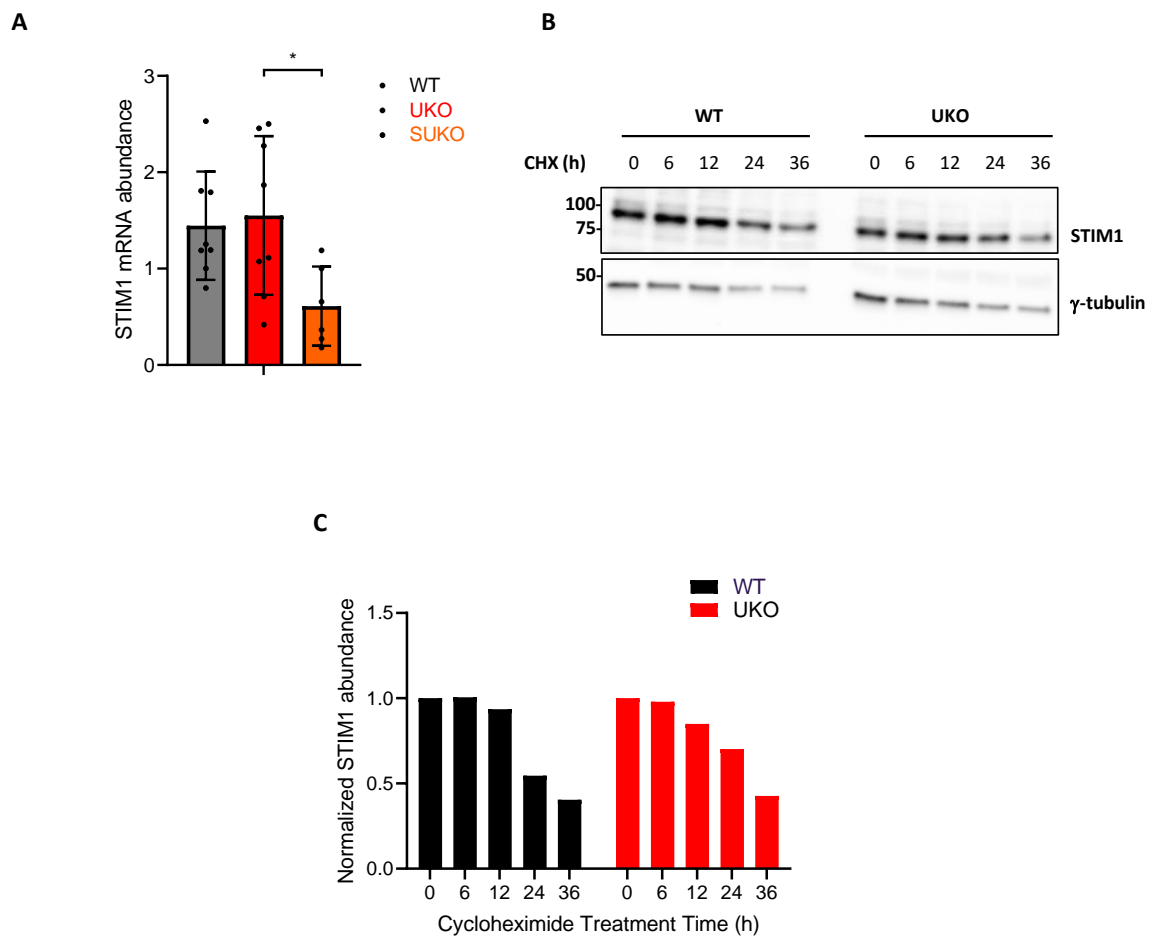 A
B
STIM1 mRNA abundance
3
2
1
0
*
WT
UKO
SUKO
WT UKO
CHX (h) 0 6 12 24 36 0 6 12 24 36
100
75
STIM1
50
γ-tubulin
C
WT
UKO
Normalized STIM1 abundance
1.5
1.0
0.5
0.0
0 6 12 24 36 0 6 12 24 36
Cycloheximide Treatment Time (h)